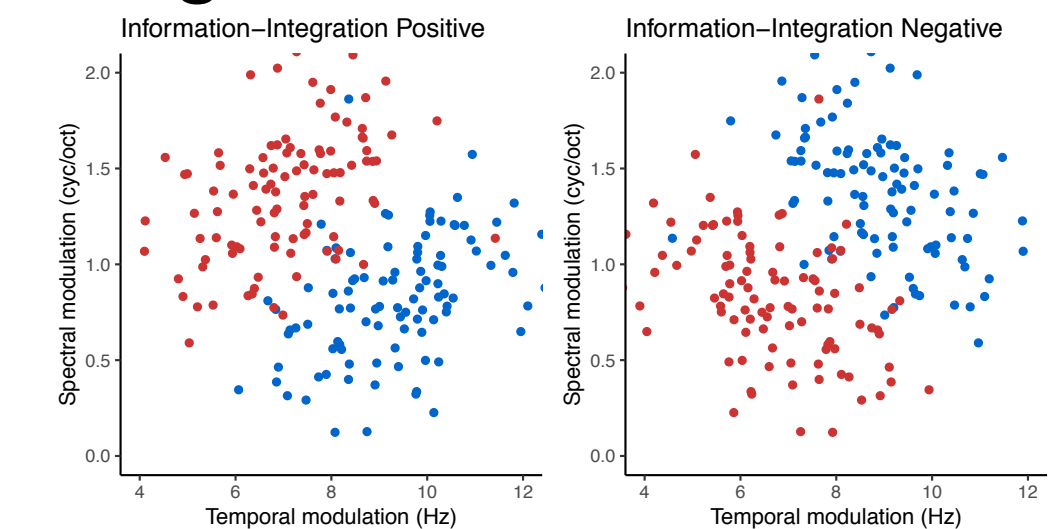 Information−Integration Positive
Information−Integration Negative
Spectral modulation (cyc/oct)
2.0
1.5
1.0
0.5
0.0
4 6 8 10 12
Temporal modulation (Hz)
Spectral modulation (cyc/oct)
2.0
1.5
1.0
0.5
0.0
4 6 8 10 12
Temporal modulation (Hz)